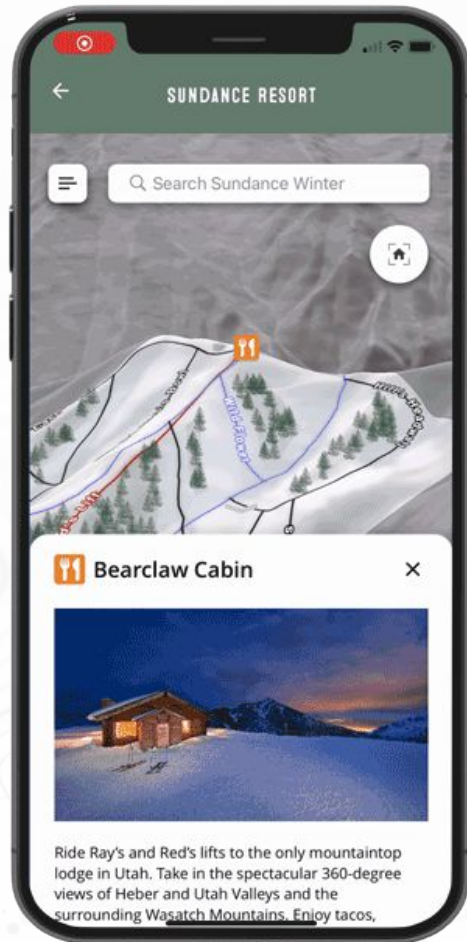 SUNDANCE RESORT
Search Sundance Winter
Wild-Flower
Bearclaw Cabin
Ride Ray's and Red's lifts to the only mountaintop
lodge in Utah. Take in the spectacular 360-degree
views of Heber and Utah Valleys and the
surrounding Wasatch Mountains. Enjoy tacos,